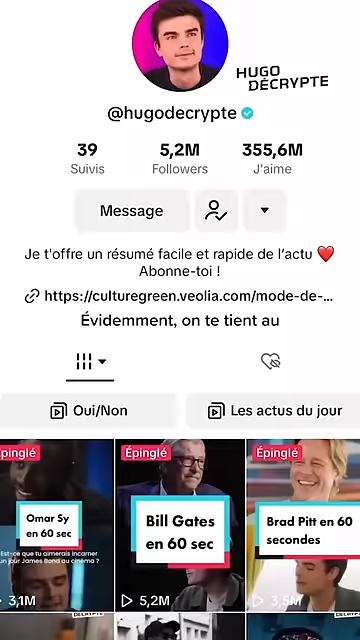 HUGO
DÉCRYPTE
@hugodecrypte
39
5,2M
355,6M
Suivis
Followers
J'aime
Message
Je t'offre un résumé facile et rapide de l'actu ❤️
Abonne-toi !
https://culturegreen.veolia.com/mode-de-...
Évidemment, on te tient au
Oui/Non
Les actus du jour
Épinglé
Épinglé
Épinglé
Omar Sy
en 60 sec
Est-ce que tu aimerais incarner
un jour James Bond au cinéma ?
Bill Gates
en 60 sec
Brad Pitt en 60
secondes
3,1M
5,2M
3,5M